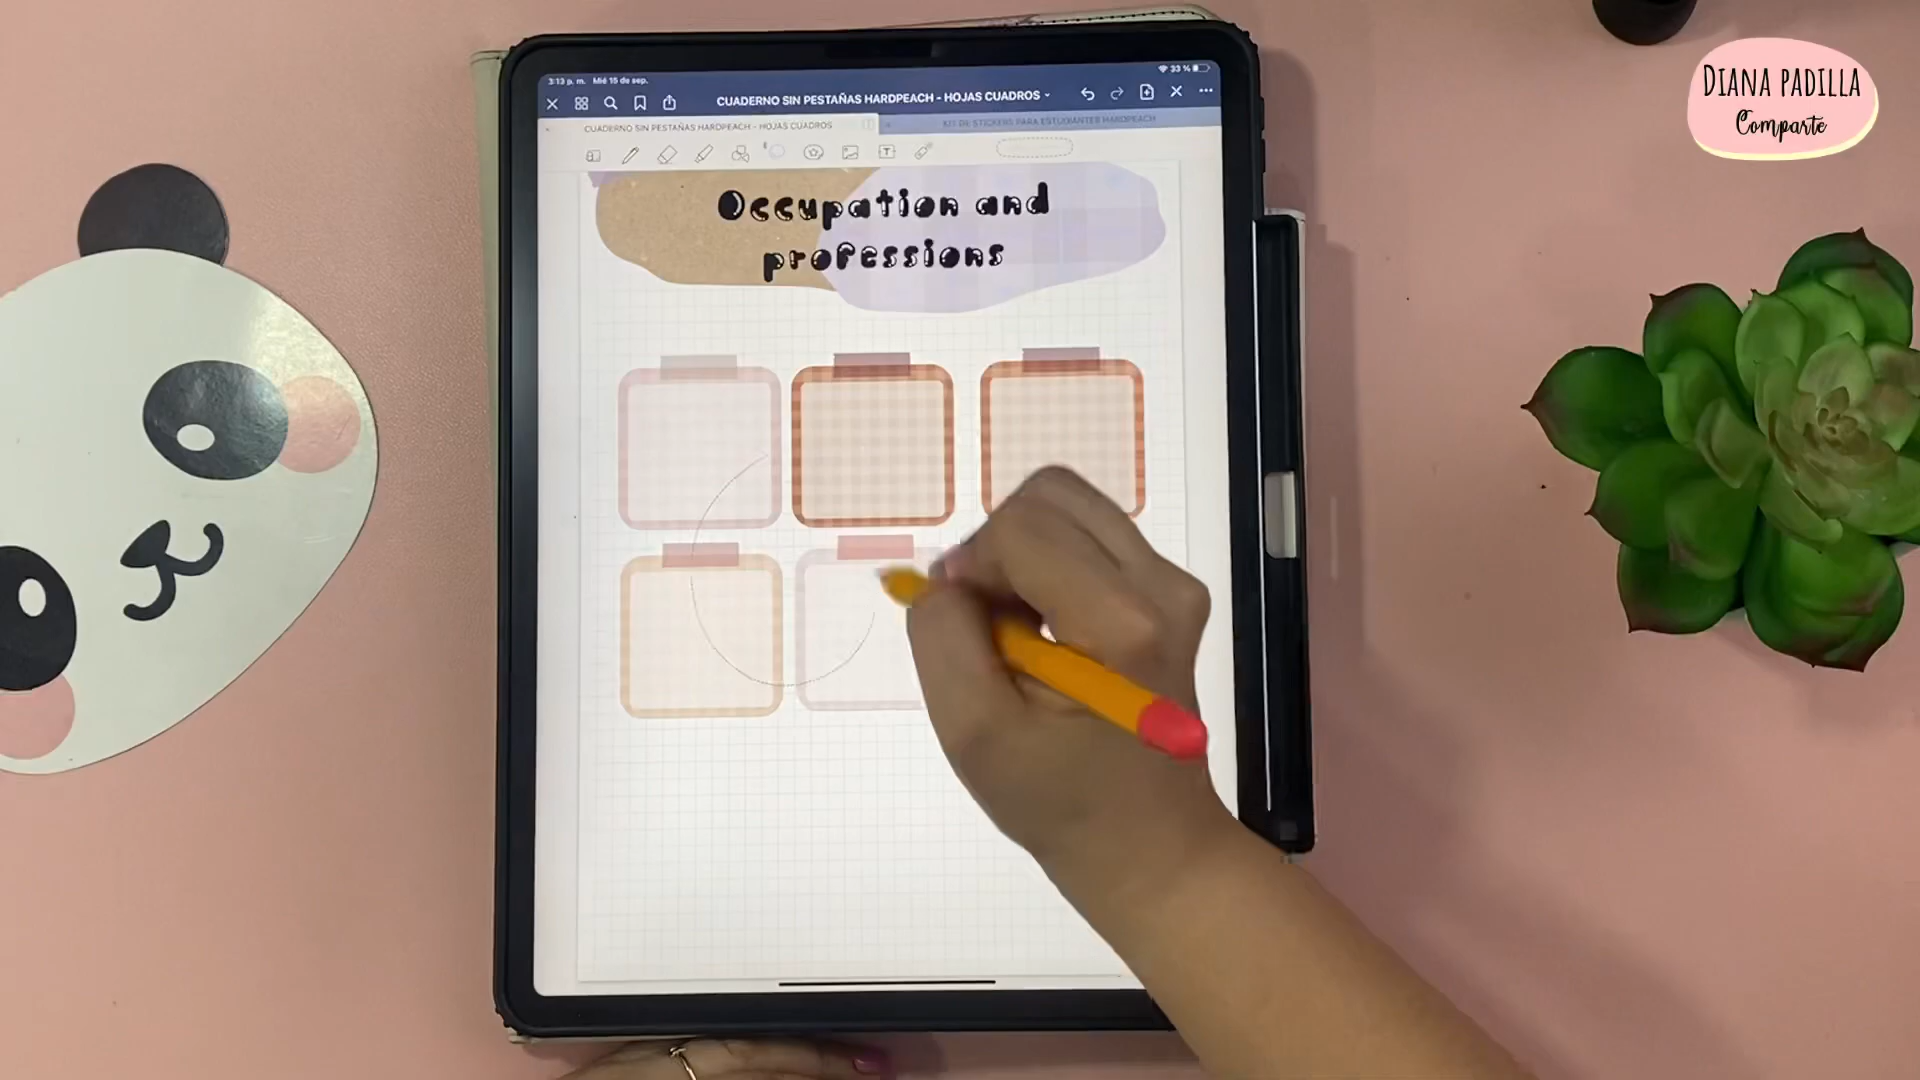 3:13 p. m. Mié 15 de sep.
33 %
CUADERNO SIN PESTAÑAS HARDPEACH - HOJAS CUADROS
CUADERNO SIN PESTAÑAS HARDPEACH - HOJAS CUADROS
KIT DE STICKERS PARA ESTUDIANTER HARDPEACH
Occupation and
professions
DIANA PADILLA
Comparte